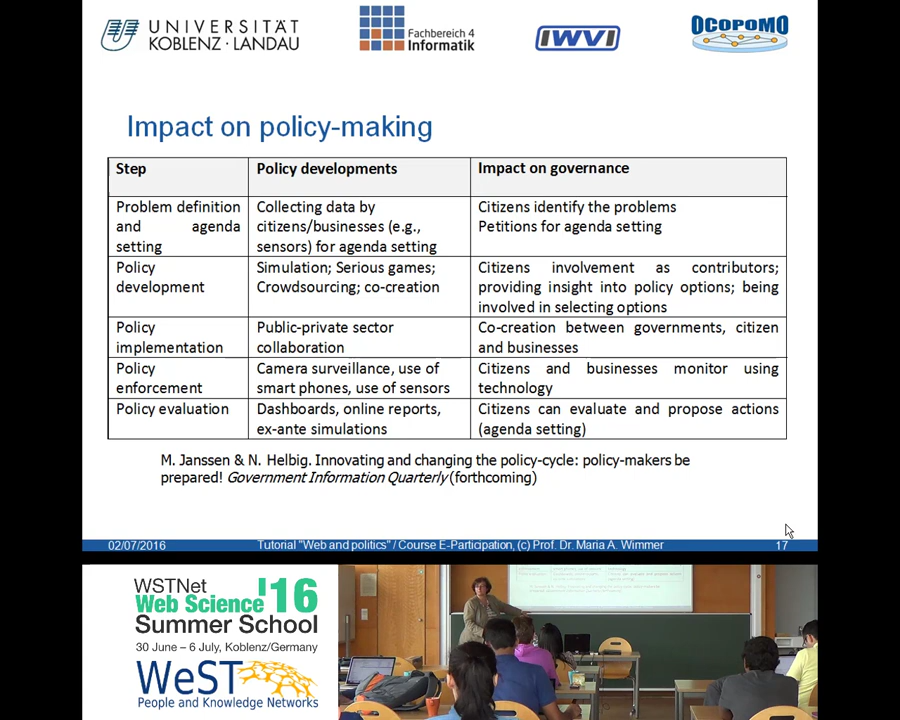 UNIVERSITÄT
KOBLENZ · LANDAU
Fachbereich 4
Informatik
IWVI
OCOPOMO
Impact on policy-making
Step Policy developments Impact on governance
Problem definition and agenda setting
Collecting data by citizens/businesses (e.g., sensors) for agenda setting
Citizens identify the problems
Petitions for agenda setting
Policy development
Simulation; Serious games; Crowdsourcing; co-creation
Citizens involvement as contributors; providing insight into policy options; being involved in selecting options
Policy implementation
Public-private sector collaboration
Co-creation between governments, citizen and businesses
Policy enforcement
Camera surveillance, use of smart phones, use of sensors
Citizens and businesses monitor using technology
Policy evaluation
Dashboards, online reports, ex-ante simulations
Citizens can evaluate and propose actions (agenda setting)
M. Janssen & N. Helbig. Innovating and changing the policy-cycle: policy-makers be
prepared! Government Information Quarterly (forthcoming)
02/07/2016 Tutorial "Web and politics" / Course E-Participation, (c) Prof. Dr. Maria A. Wimmer 17
WSTNet
Web Science '16
Summer School
30 June – 6 July, Koblenz/Germany
WeST
People and Knowledge Networks